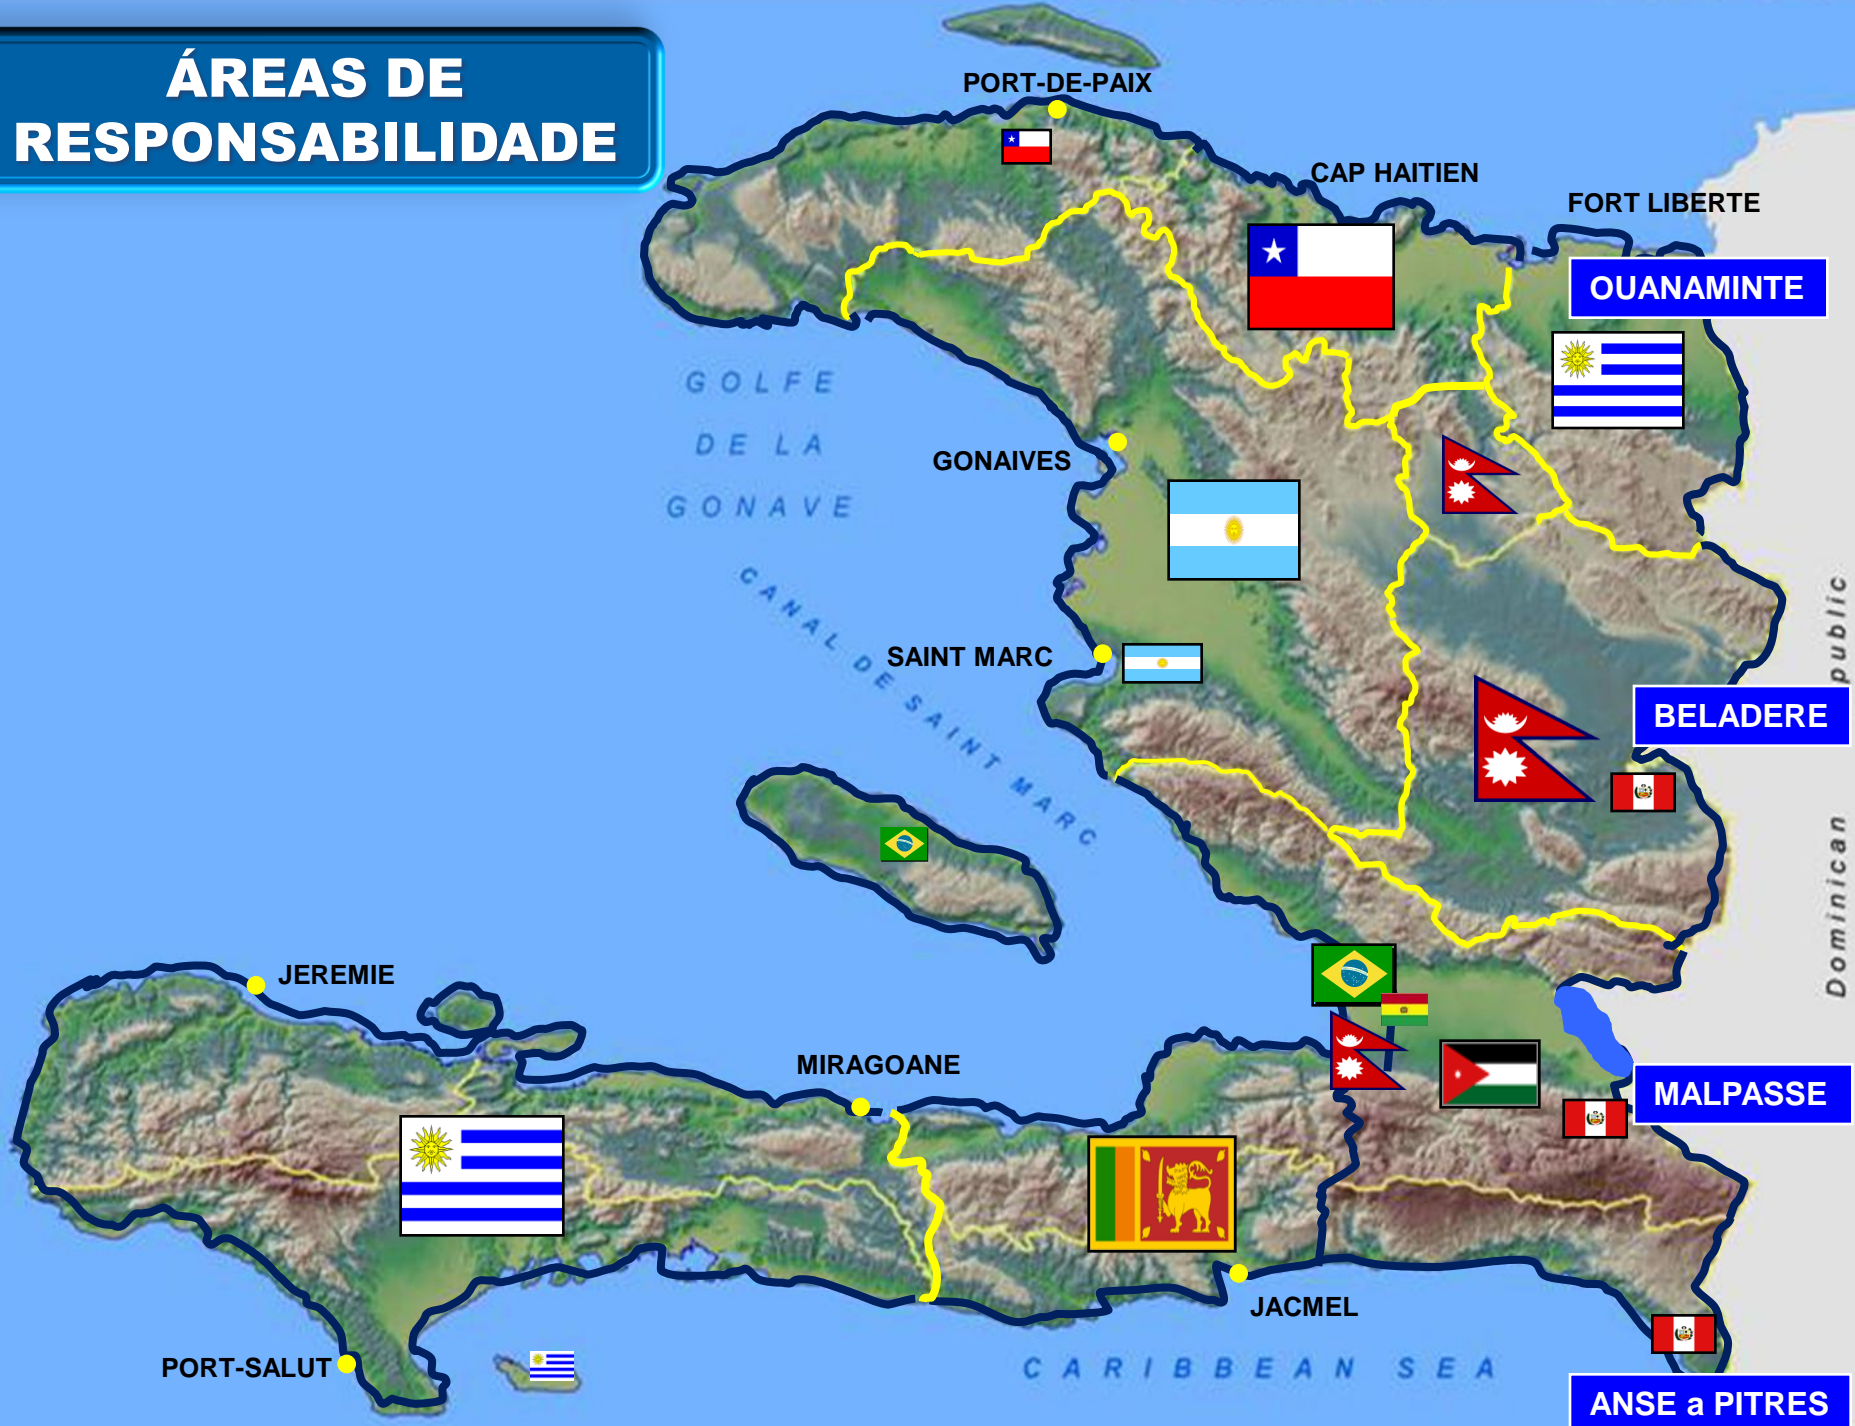 ÁREAS DE
RESPONSABILIDADE
PORT-DE-PAIX
CAP HAITIEN
FORT LIBERTE
OUANAMINTE
GOLFE
DE LA
GONAVE
GONAIVES
CANAL DE SAINT MARC
SAINT MARC
BELADERE
Dominican public
JEREMIE
MIRAGOANE
MALPASSE
JACMEL
PORT-SALUT
CARIBBEAN SEA
ANSE a PITRES